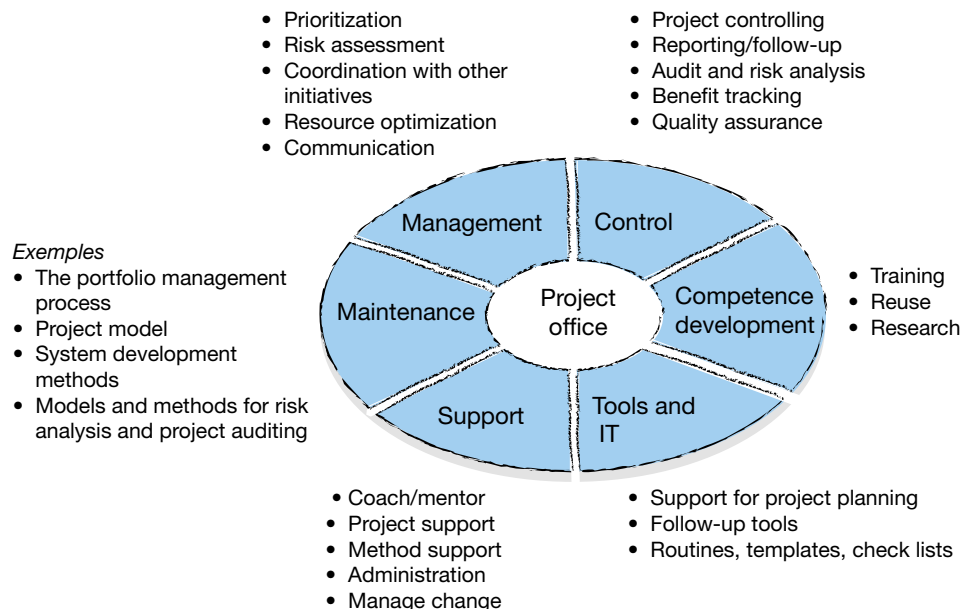 • Prioritization
• Risk assessment
• Coordination with other
initiatives
• Resource optimization
• Communication
• Project controlling
• Reporting/follow-up
• Audit and risk analysis
• Benefit tracking
• Quality assurance
Management
Control
Exemples
• The portfolio management
process
• Project model
• System development
methods
• Models and methods for risk
analysis and project auditing
Maintenance
Project
office
Competence
development
• Training
• Reuse
• Research
Support
Tools and
IT
• Coach/mentor
• Project support
• Method support
• Administration
• Manage change
• Support for project planning
• Follow-up tools
• Routines, templates, check lists